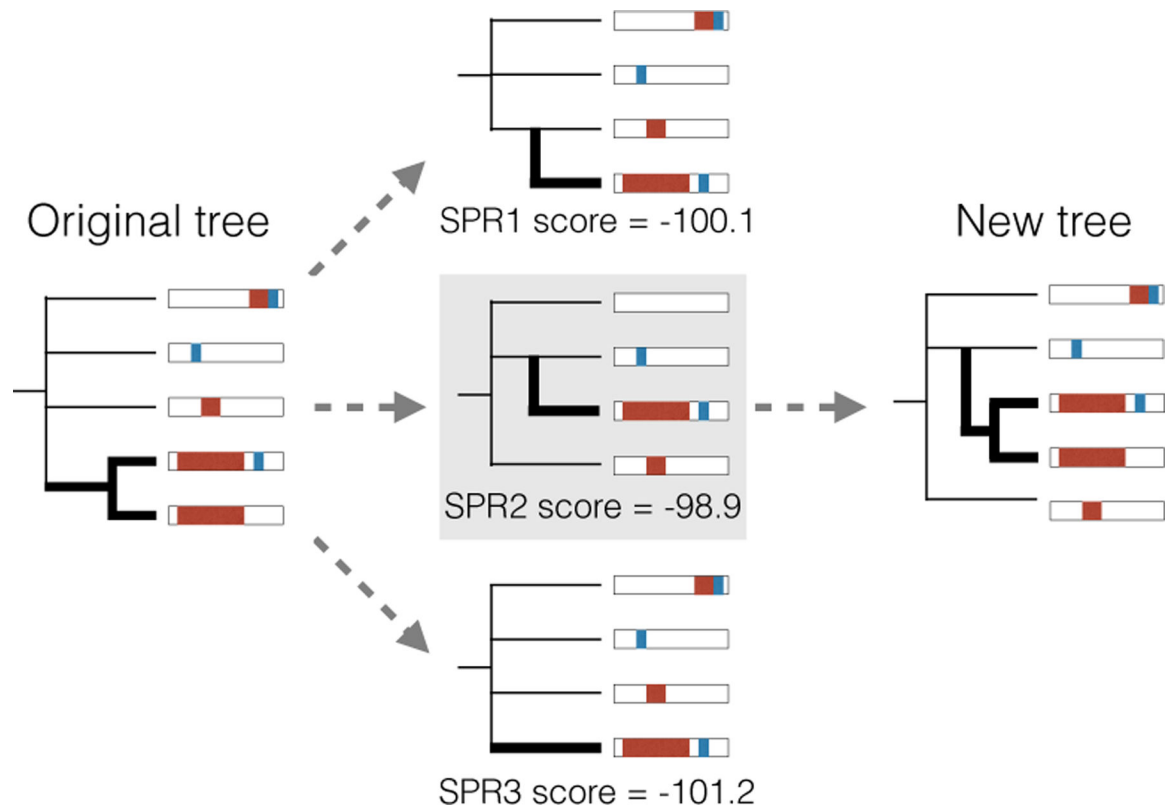 SPR1 score = -100.1
Original tree
New tree
SPR2 score = -98.9
SPR3 score = -101.2